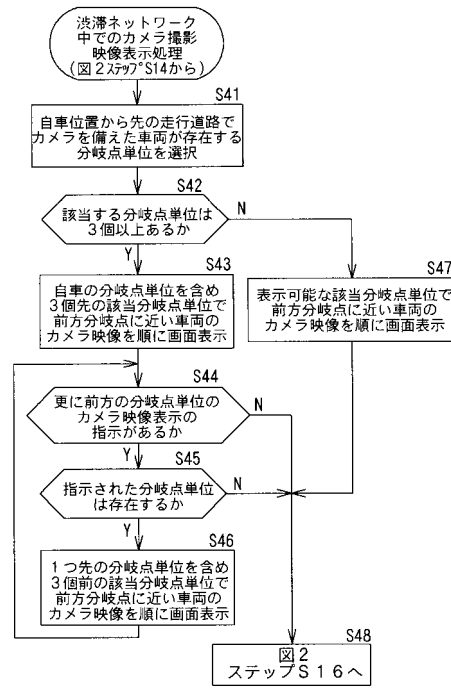 渋滞ネットワーク
中でのカメラ撮影
映像表示処理
(図2ステップS14から)
S41
自車位置から先の走行道路で
カメラを備えた車両が存在する
分岐点単位を選択
S42
該当する分岐点単位は
3個以上あるか
N
Y
S43
自車の分岐点単位を含め
3個先の該当分岐点単位で
前方分岐点に近い車両の
カメラ映像を順に画面表示
S47
表示可能な該当分岐点単位で
前方分岐点に近い車両の
カメラ映像を順に画面表示
S44
更に前方の分岐点単位の
カメラ映像表示の
指示があるか
N
Y
S45
指示された分岐点単位
は存在するか
N
Y
S46
1つ先の分岐点単位を含め
3個前の該当分岐点単位で
前方分岐点に近い車両の
カメラ映像を順に画面表示
S48
図2
ステップS16へ